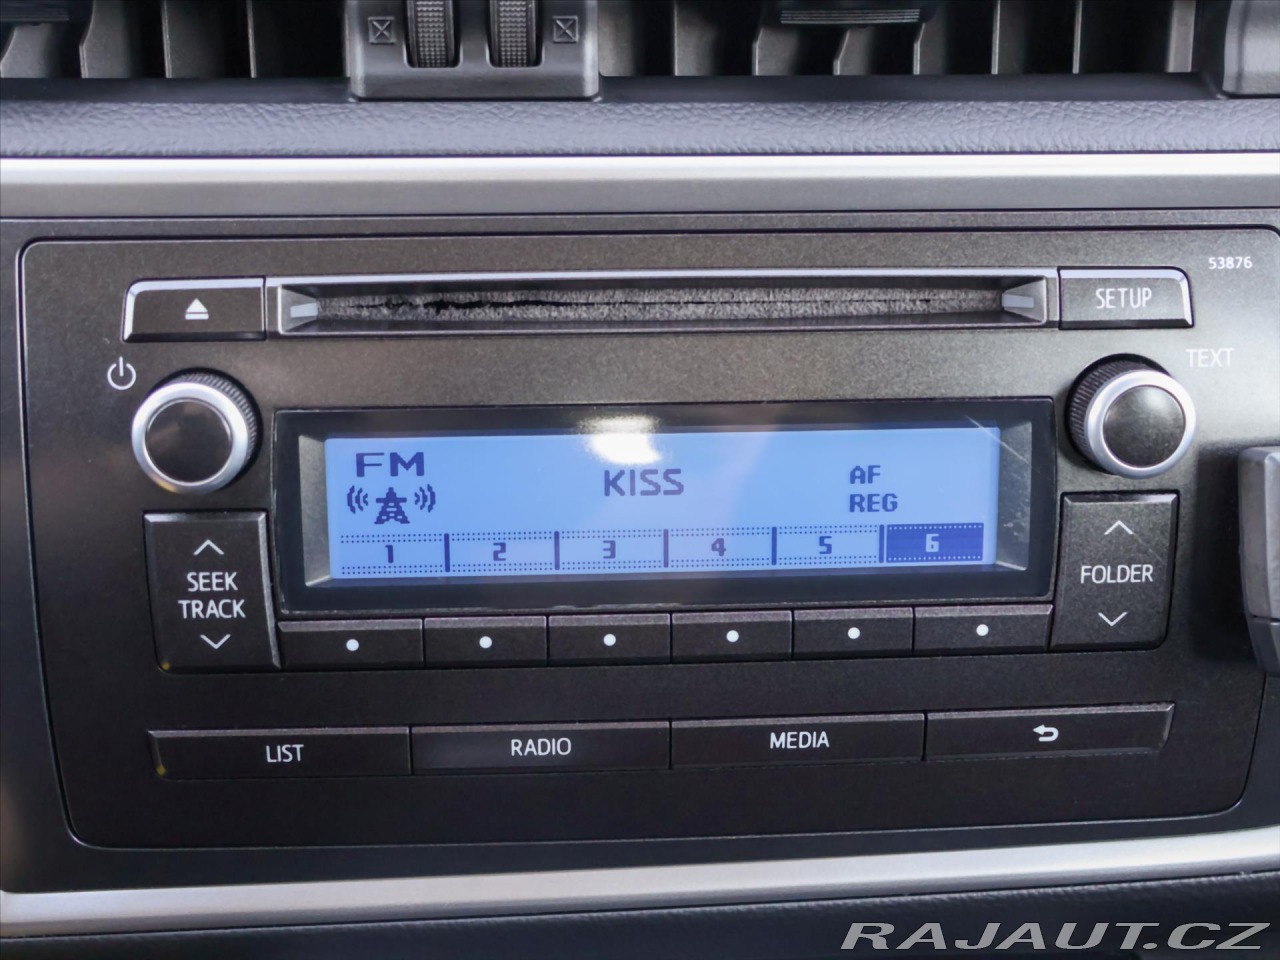 53876
SETUP
TEXT
FM
KISS
AF
REG
1 2 3 4 5 6
SEEK
TRACK
FOLDER
LIST RADIO MEDIA
RAJAUT.CZ